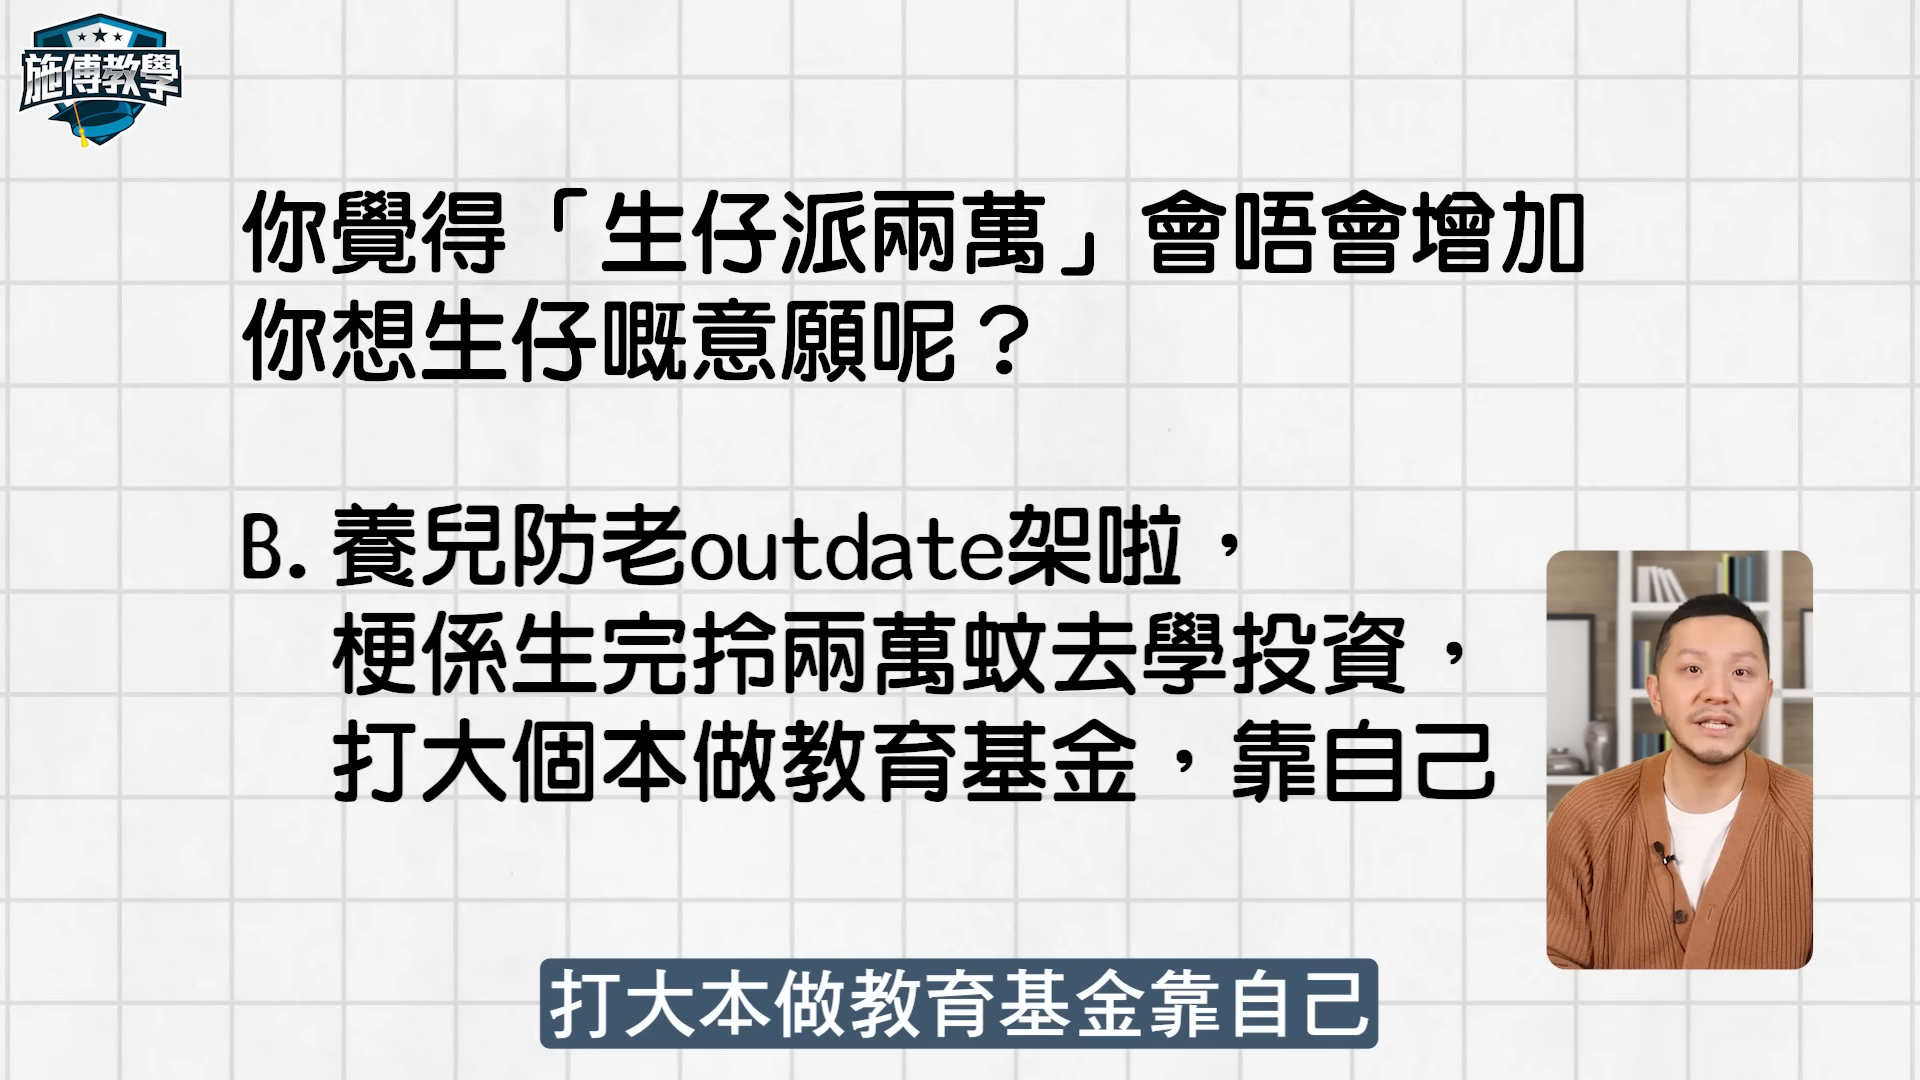 施傅教學
你覺得「生仔派兩萬」會唔會增加
你想生仔嘅意願呢？
B.養兒防老outdate架啦，
梗係生完拎兩萬蚊去學投資，
打大個本做教育基金，靠自己
打大本做教育基金靠自己